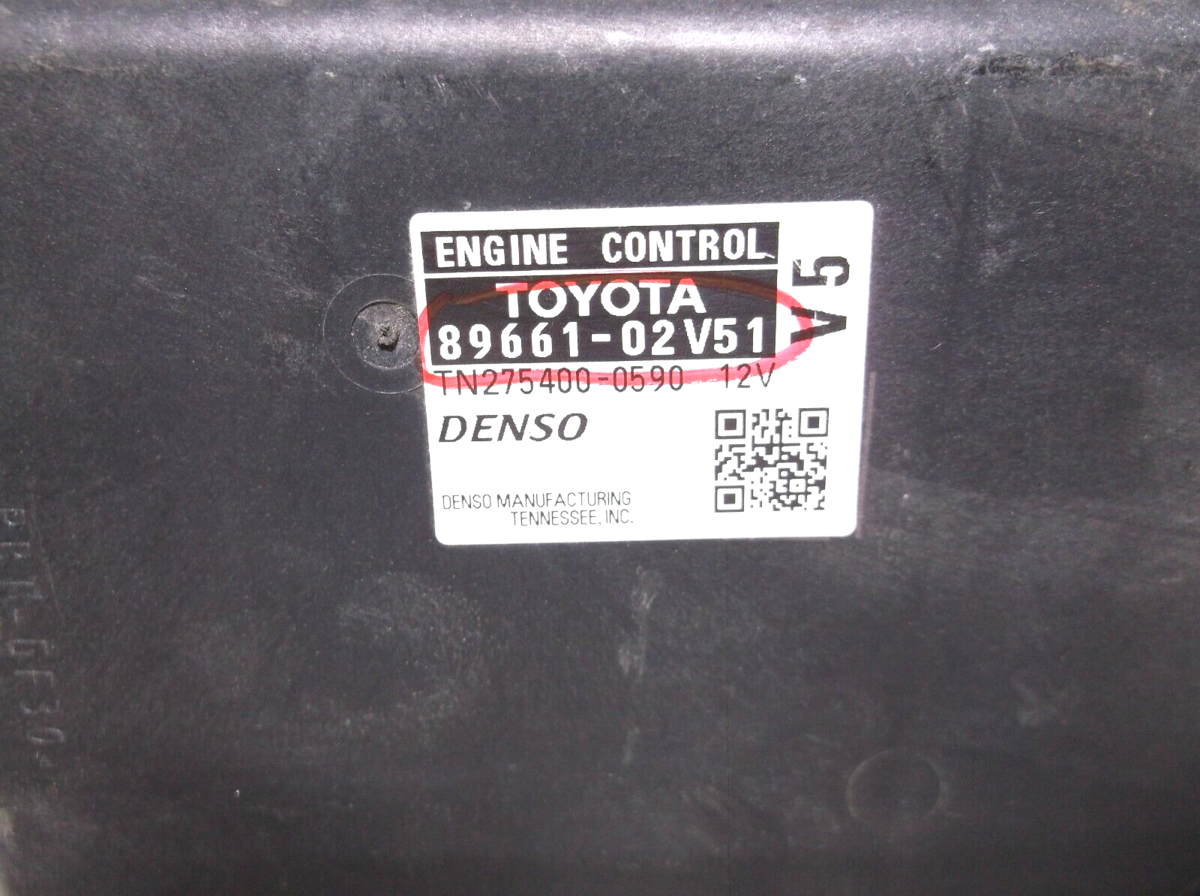 ENGINE CONTROL
TOYOTA
89661-02V51
TN275400-0590 12V
V5
DENSO
DENSO MANUFACTURING
TENNESSEE, INC.